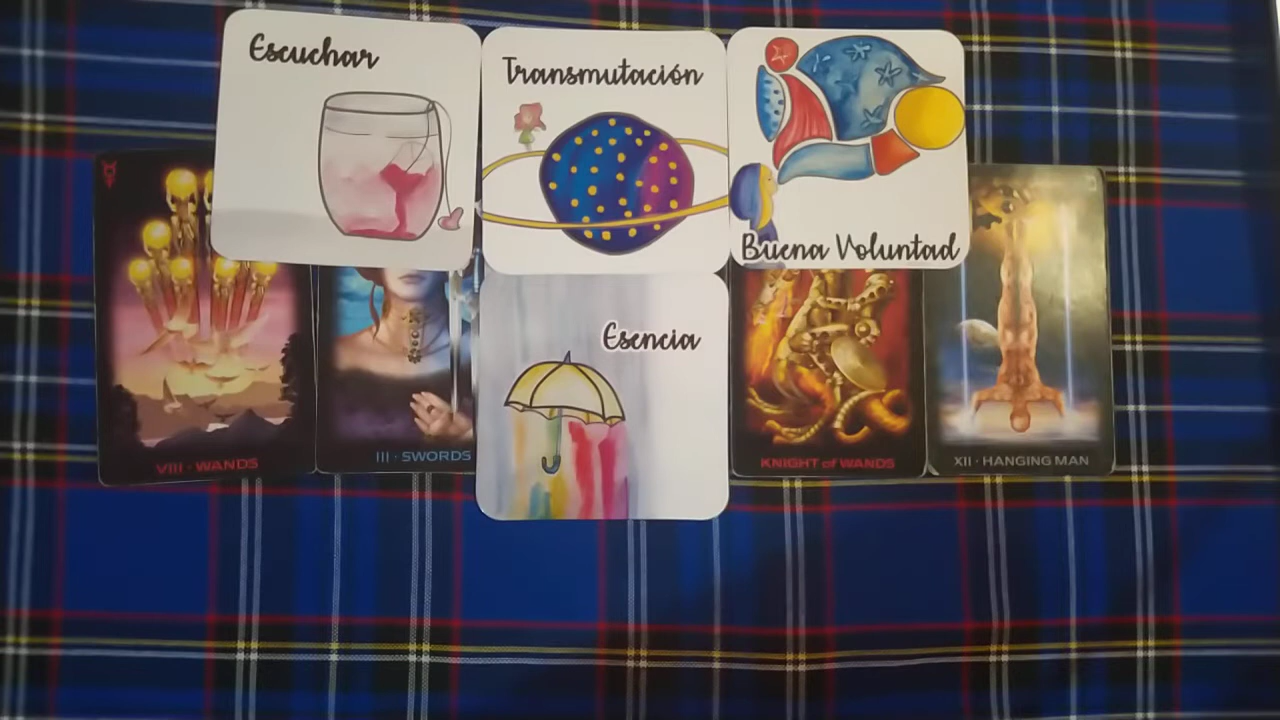 Escuchar
Transmutación
Buena Voluntad
Esencia
VIII · WANDS
III · SWORDS
KNIGHT of WANDS
XII · HANGING MAN